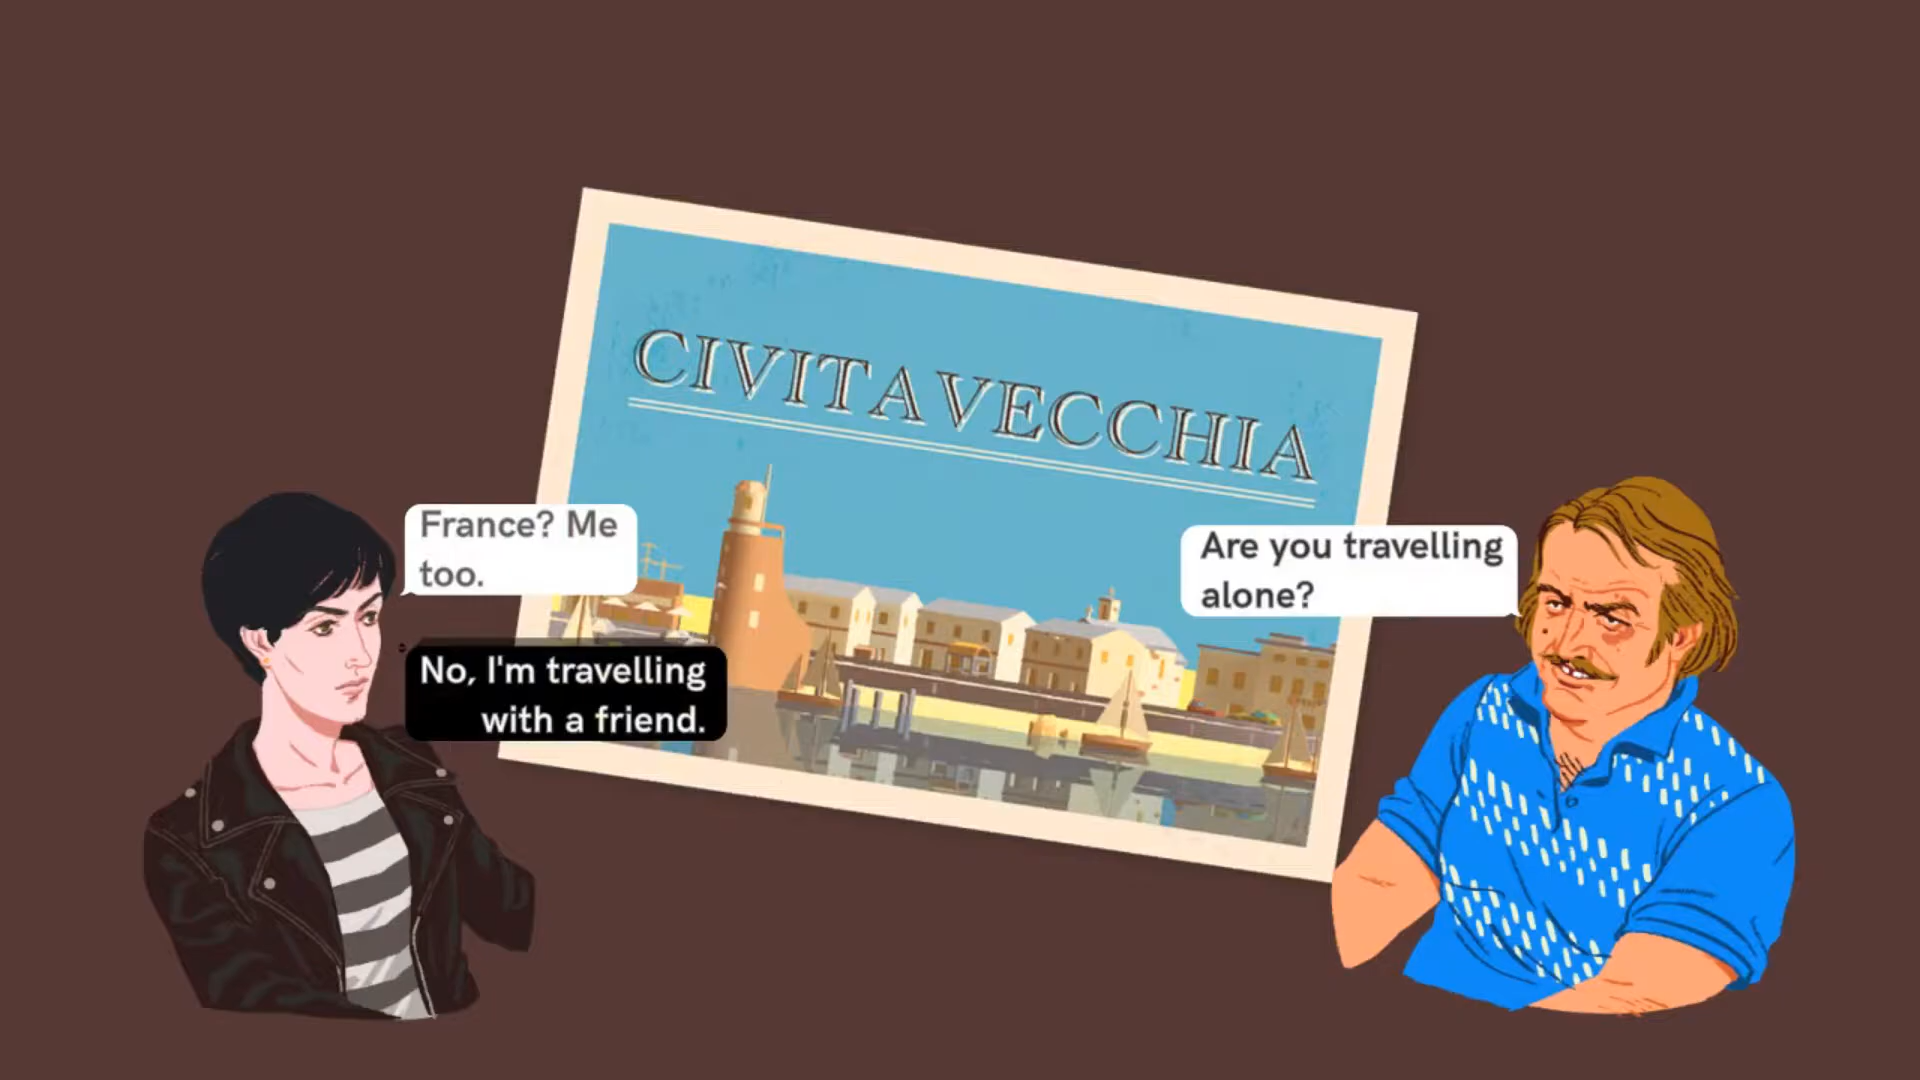 CIVITAVECCHIA
France? Me
too.
Are you travelling
alone?
No, I'm travelling
with a friend.